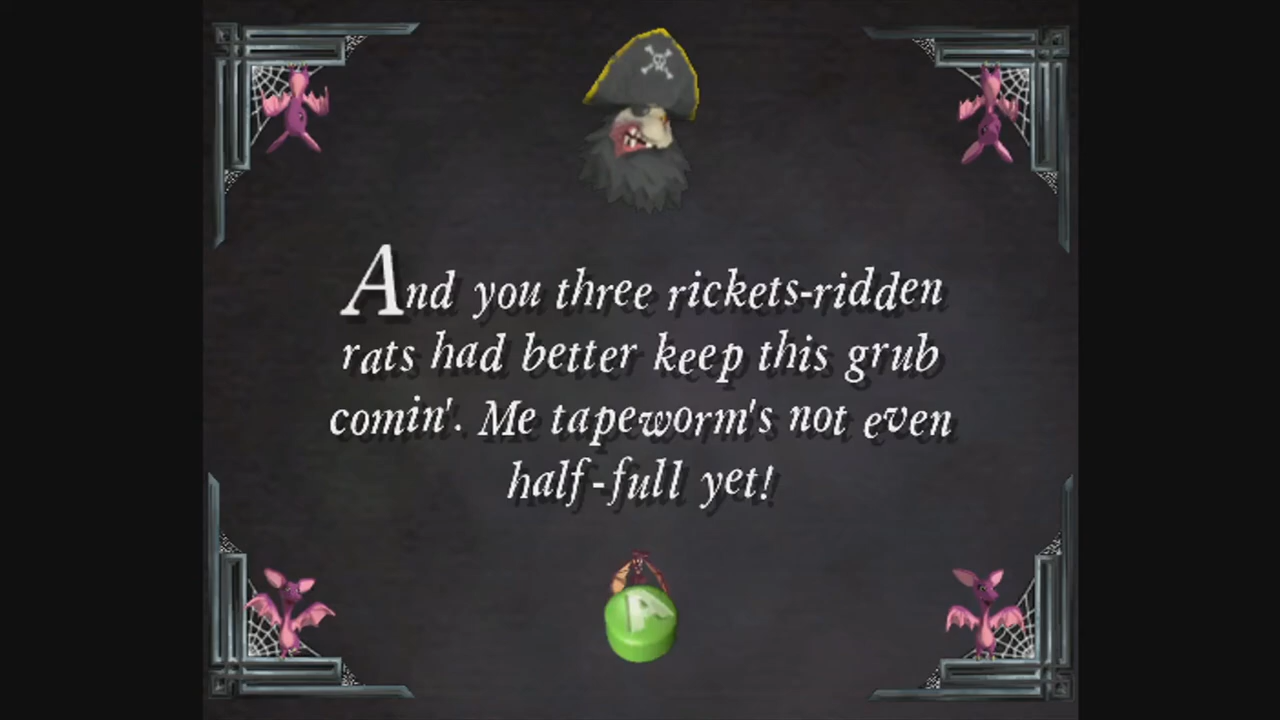 And you three rickets-ridden
rats had better keep this grub
comin'. Me tapeworm's not even
half-full yet!
A